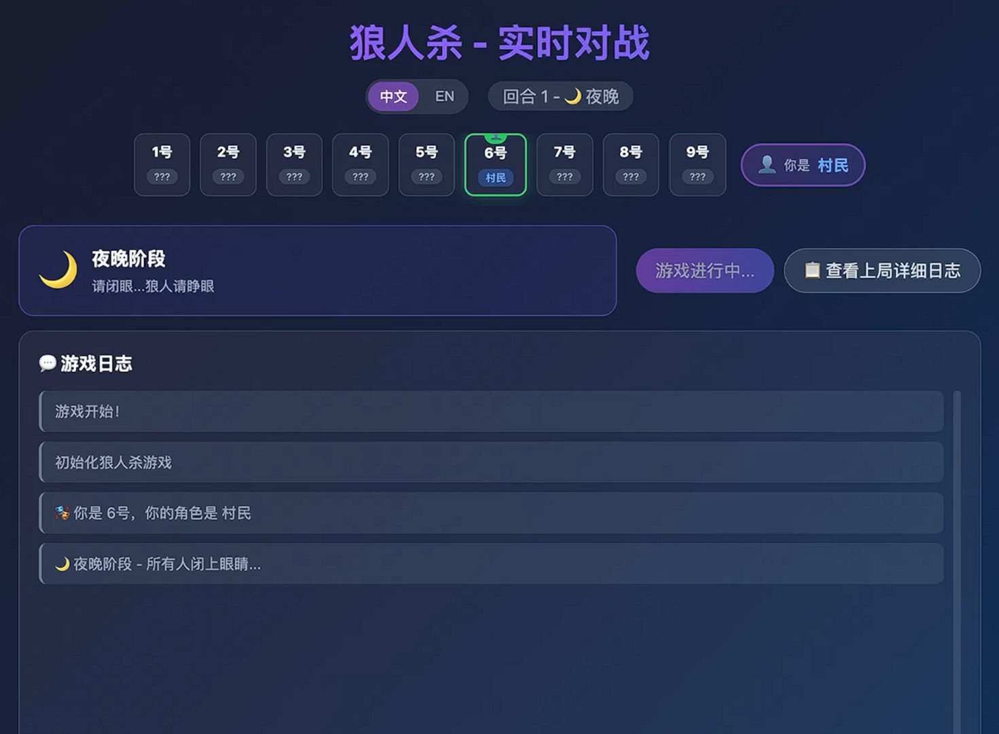 狼人杀 - 实时对战
中文 EN 回合 1 - 🌙 夜晚
1号 2号 3号 4号 5号 6号 7号 8号 9号
??? ??? ??? ??? ??? 村民 ??? ??? ???
👤 你是 村民
🌙 夜晚阶段
请闭眼...狼人请睁眼
游戏进行中...
📋 查看上局详细日志
💬 游戏日志
游戏开始！
初始化狼人杀游戏
🎭 你是 6号，你的角色是 村民
🌙 夜晚阶段 - 所有人闭上眼睛...